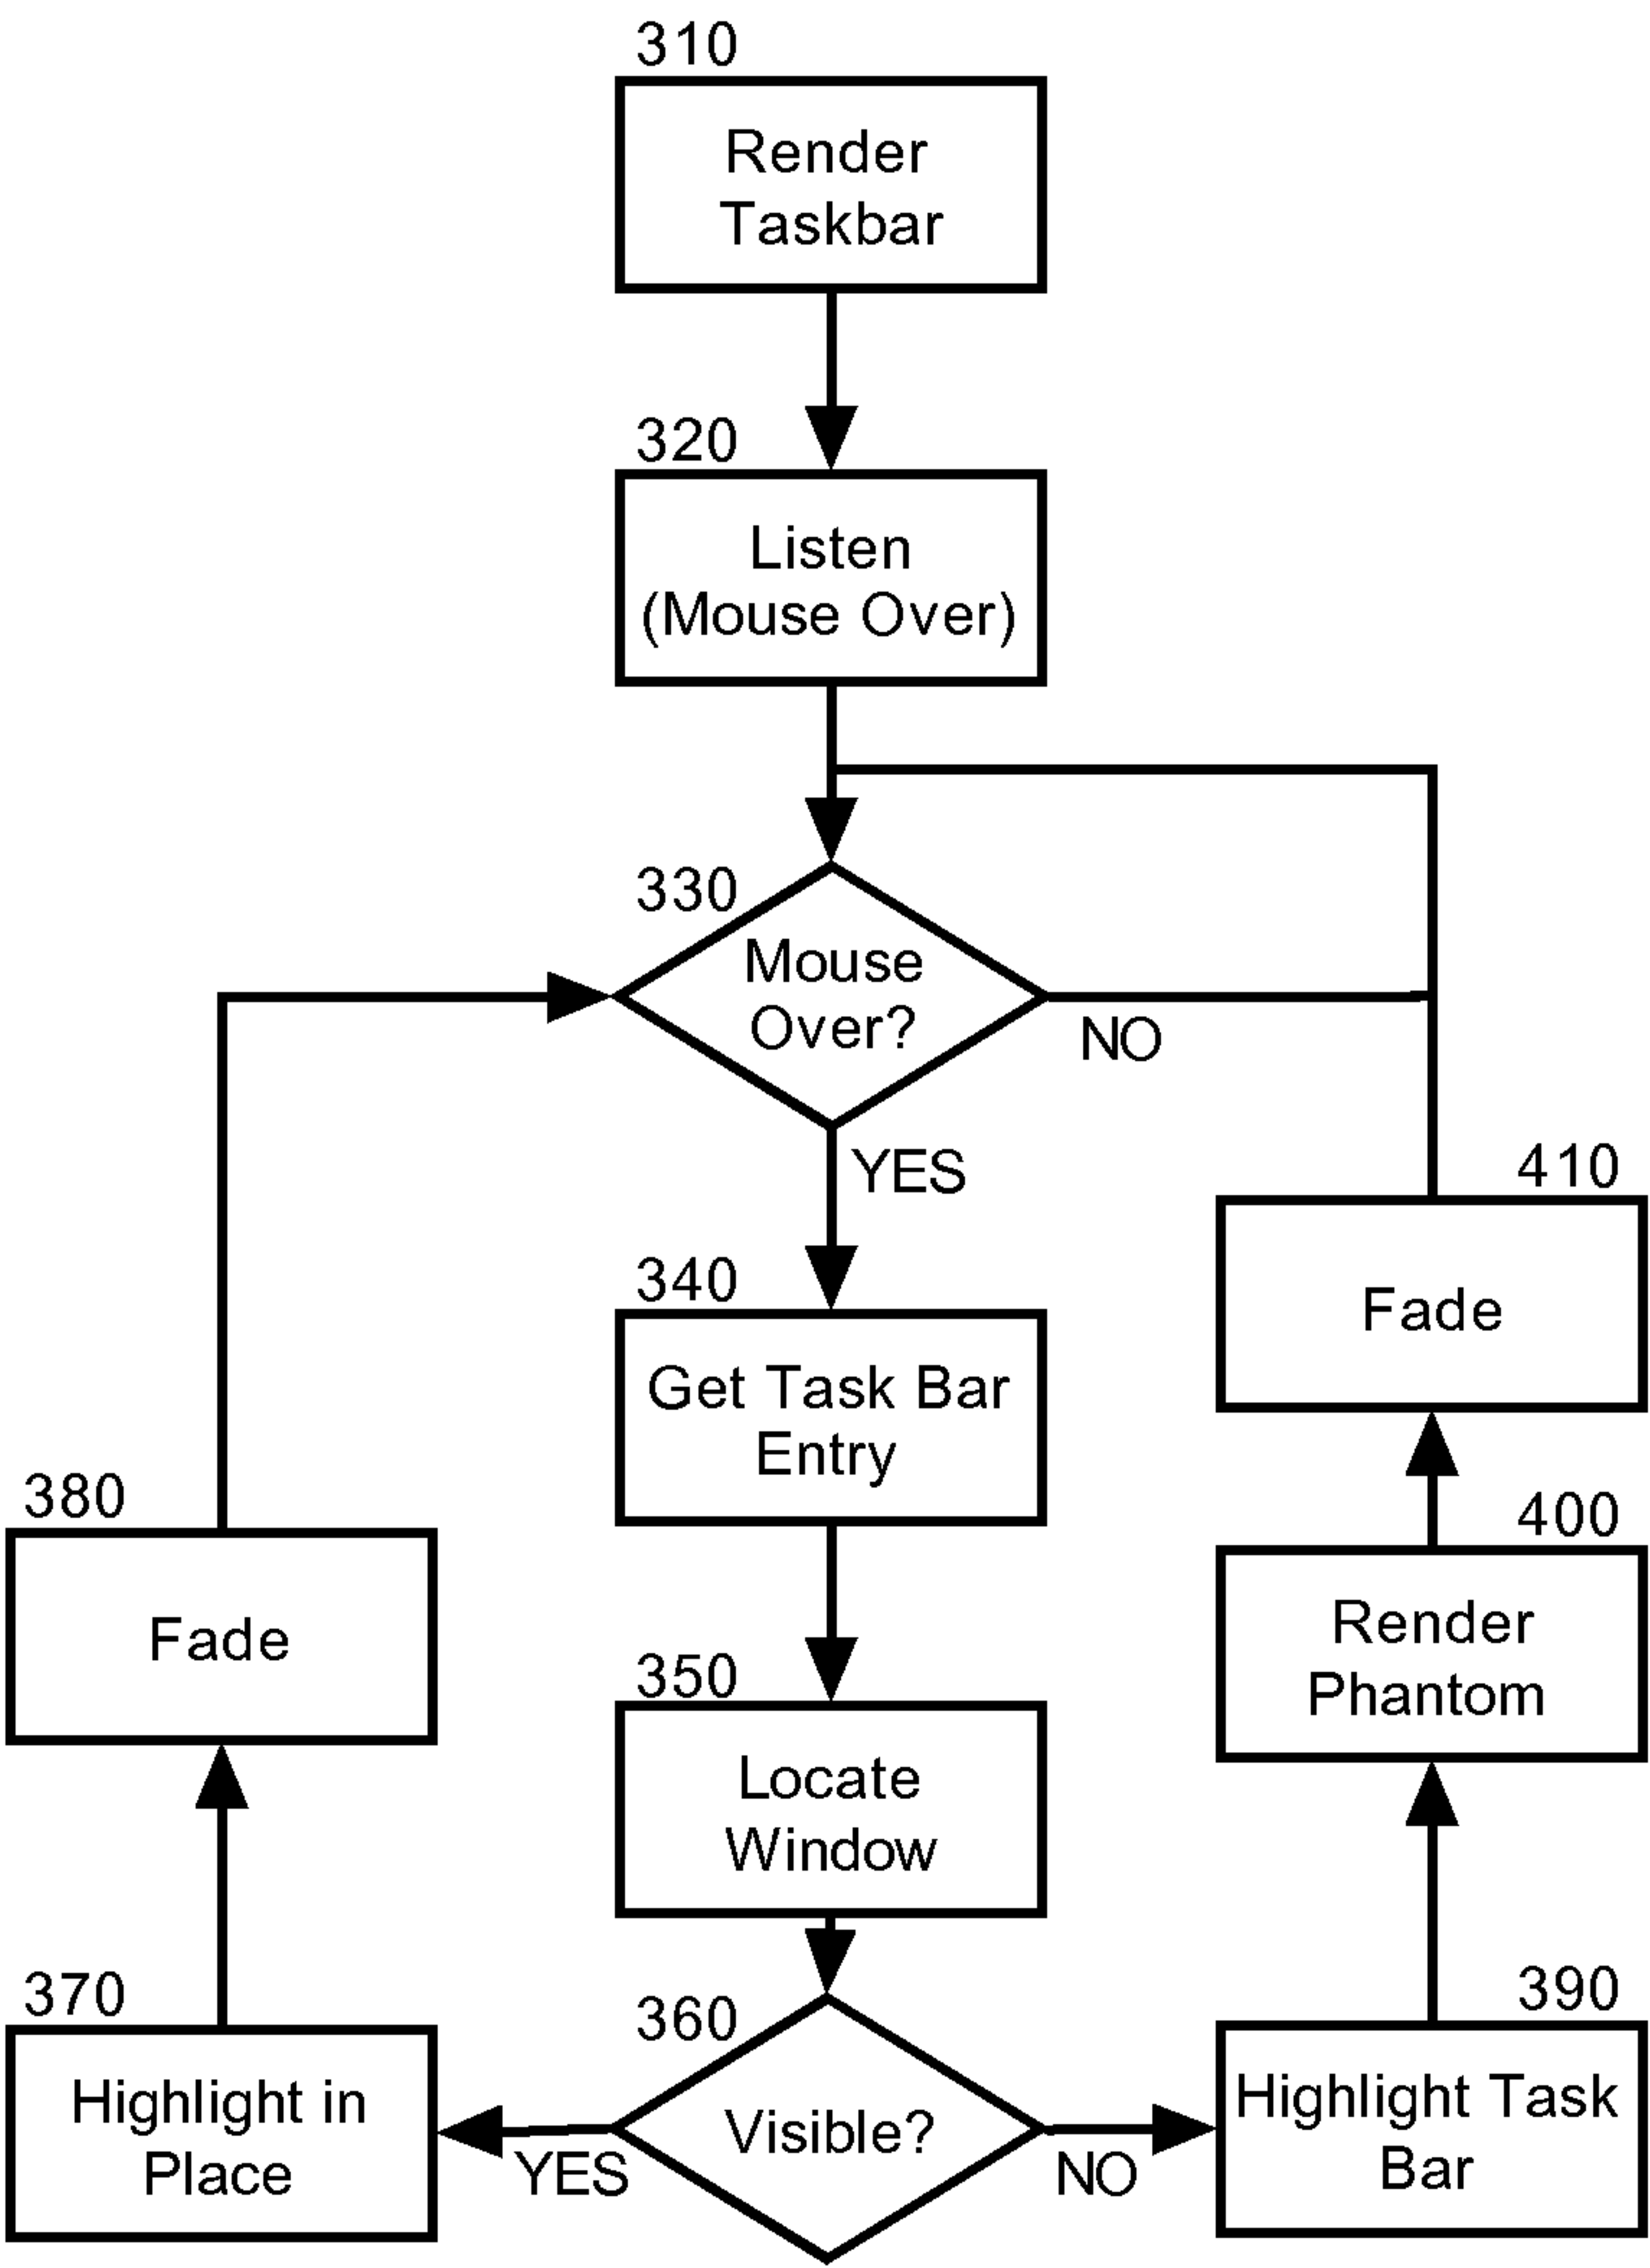 310
Render
Taskbar
320
Listen
(Mouse Over)
330
Mouse
Over?
NO
YES
340
Get Task Bar
Entry
350
Locate
Window
360
Visible?
YES
NO
370
Highlight in
Place
380
Fade
390
Highlight Task
Bar
400
Render
Phantom
410
Fade